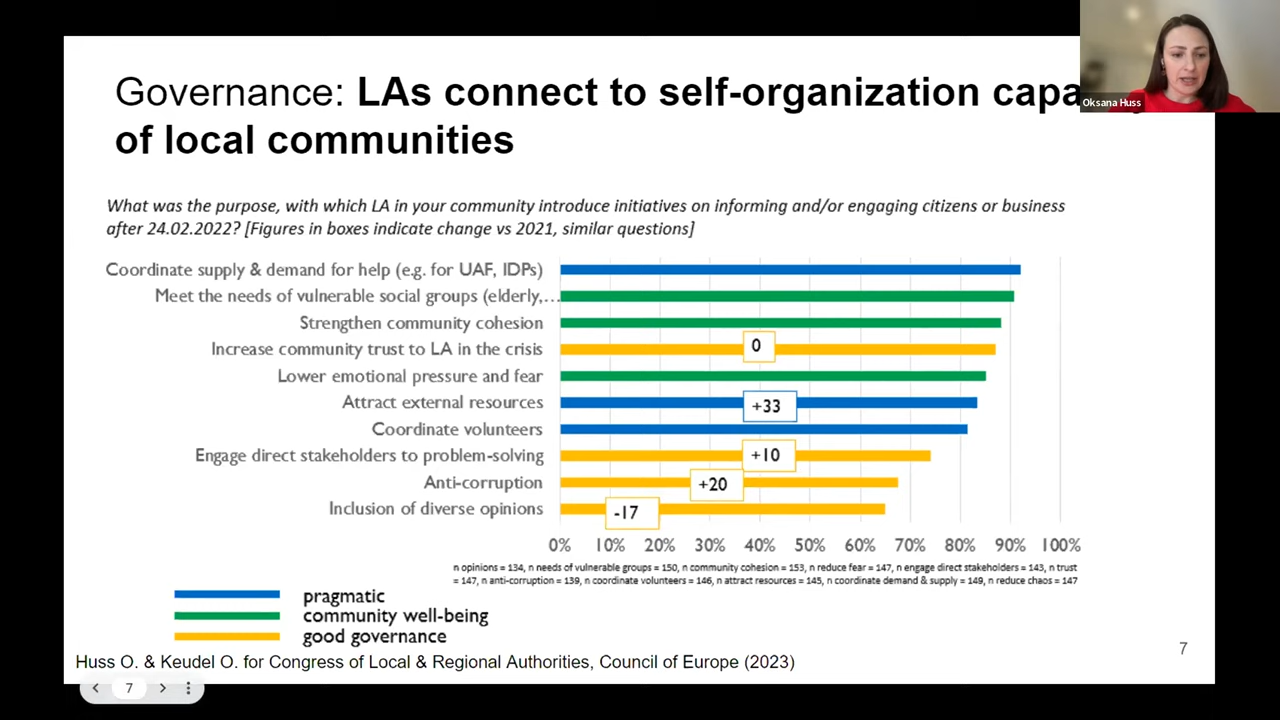 Governance: LAs connect to self-organization
of local communities
Oksana Huss
What was the purpose, with which LA in your community introduce initiatives on informing and/or engaging citizens or business
after 24.02.2022? [Figures in boxes indicate change vs 2021, similar questions]
Coordinate supply & demand for help (e.g. for UAF, IDPs)
Meet the needs of vulnerable social groups (elderly,…
Strengthen community cohesion
Increase community trust to LA in the crisis
0
Lower emotional pressure and fear
Attract external resources
+33
Coordinate volunteers
Engage direct stakeholders to problem-solving
+10
Anti-corruption
+20
Inclusion of diverse opinions
-17
0% 10% 20% 30% 40% 50% 60% 70% 80% 90% 100%
n opinions = 134, n needs of vulnerable groups = 150, n community cohesion = 153, n reduce fear = 147, n engage direct stakeholders = 143, n trust
= 147, n anti-corruption = 139, n coordinate volunteers = 146, n attract resources = 145, n coordinate demand & supply = 149, n reduce chaos = 147
pragmatic
community well-being
good governance
Huss O. & Keudel O. for Congress of Local & Regional Authorities, Council of Europe (2023)
7
7